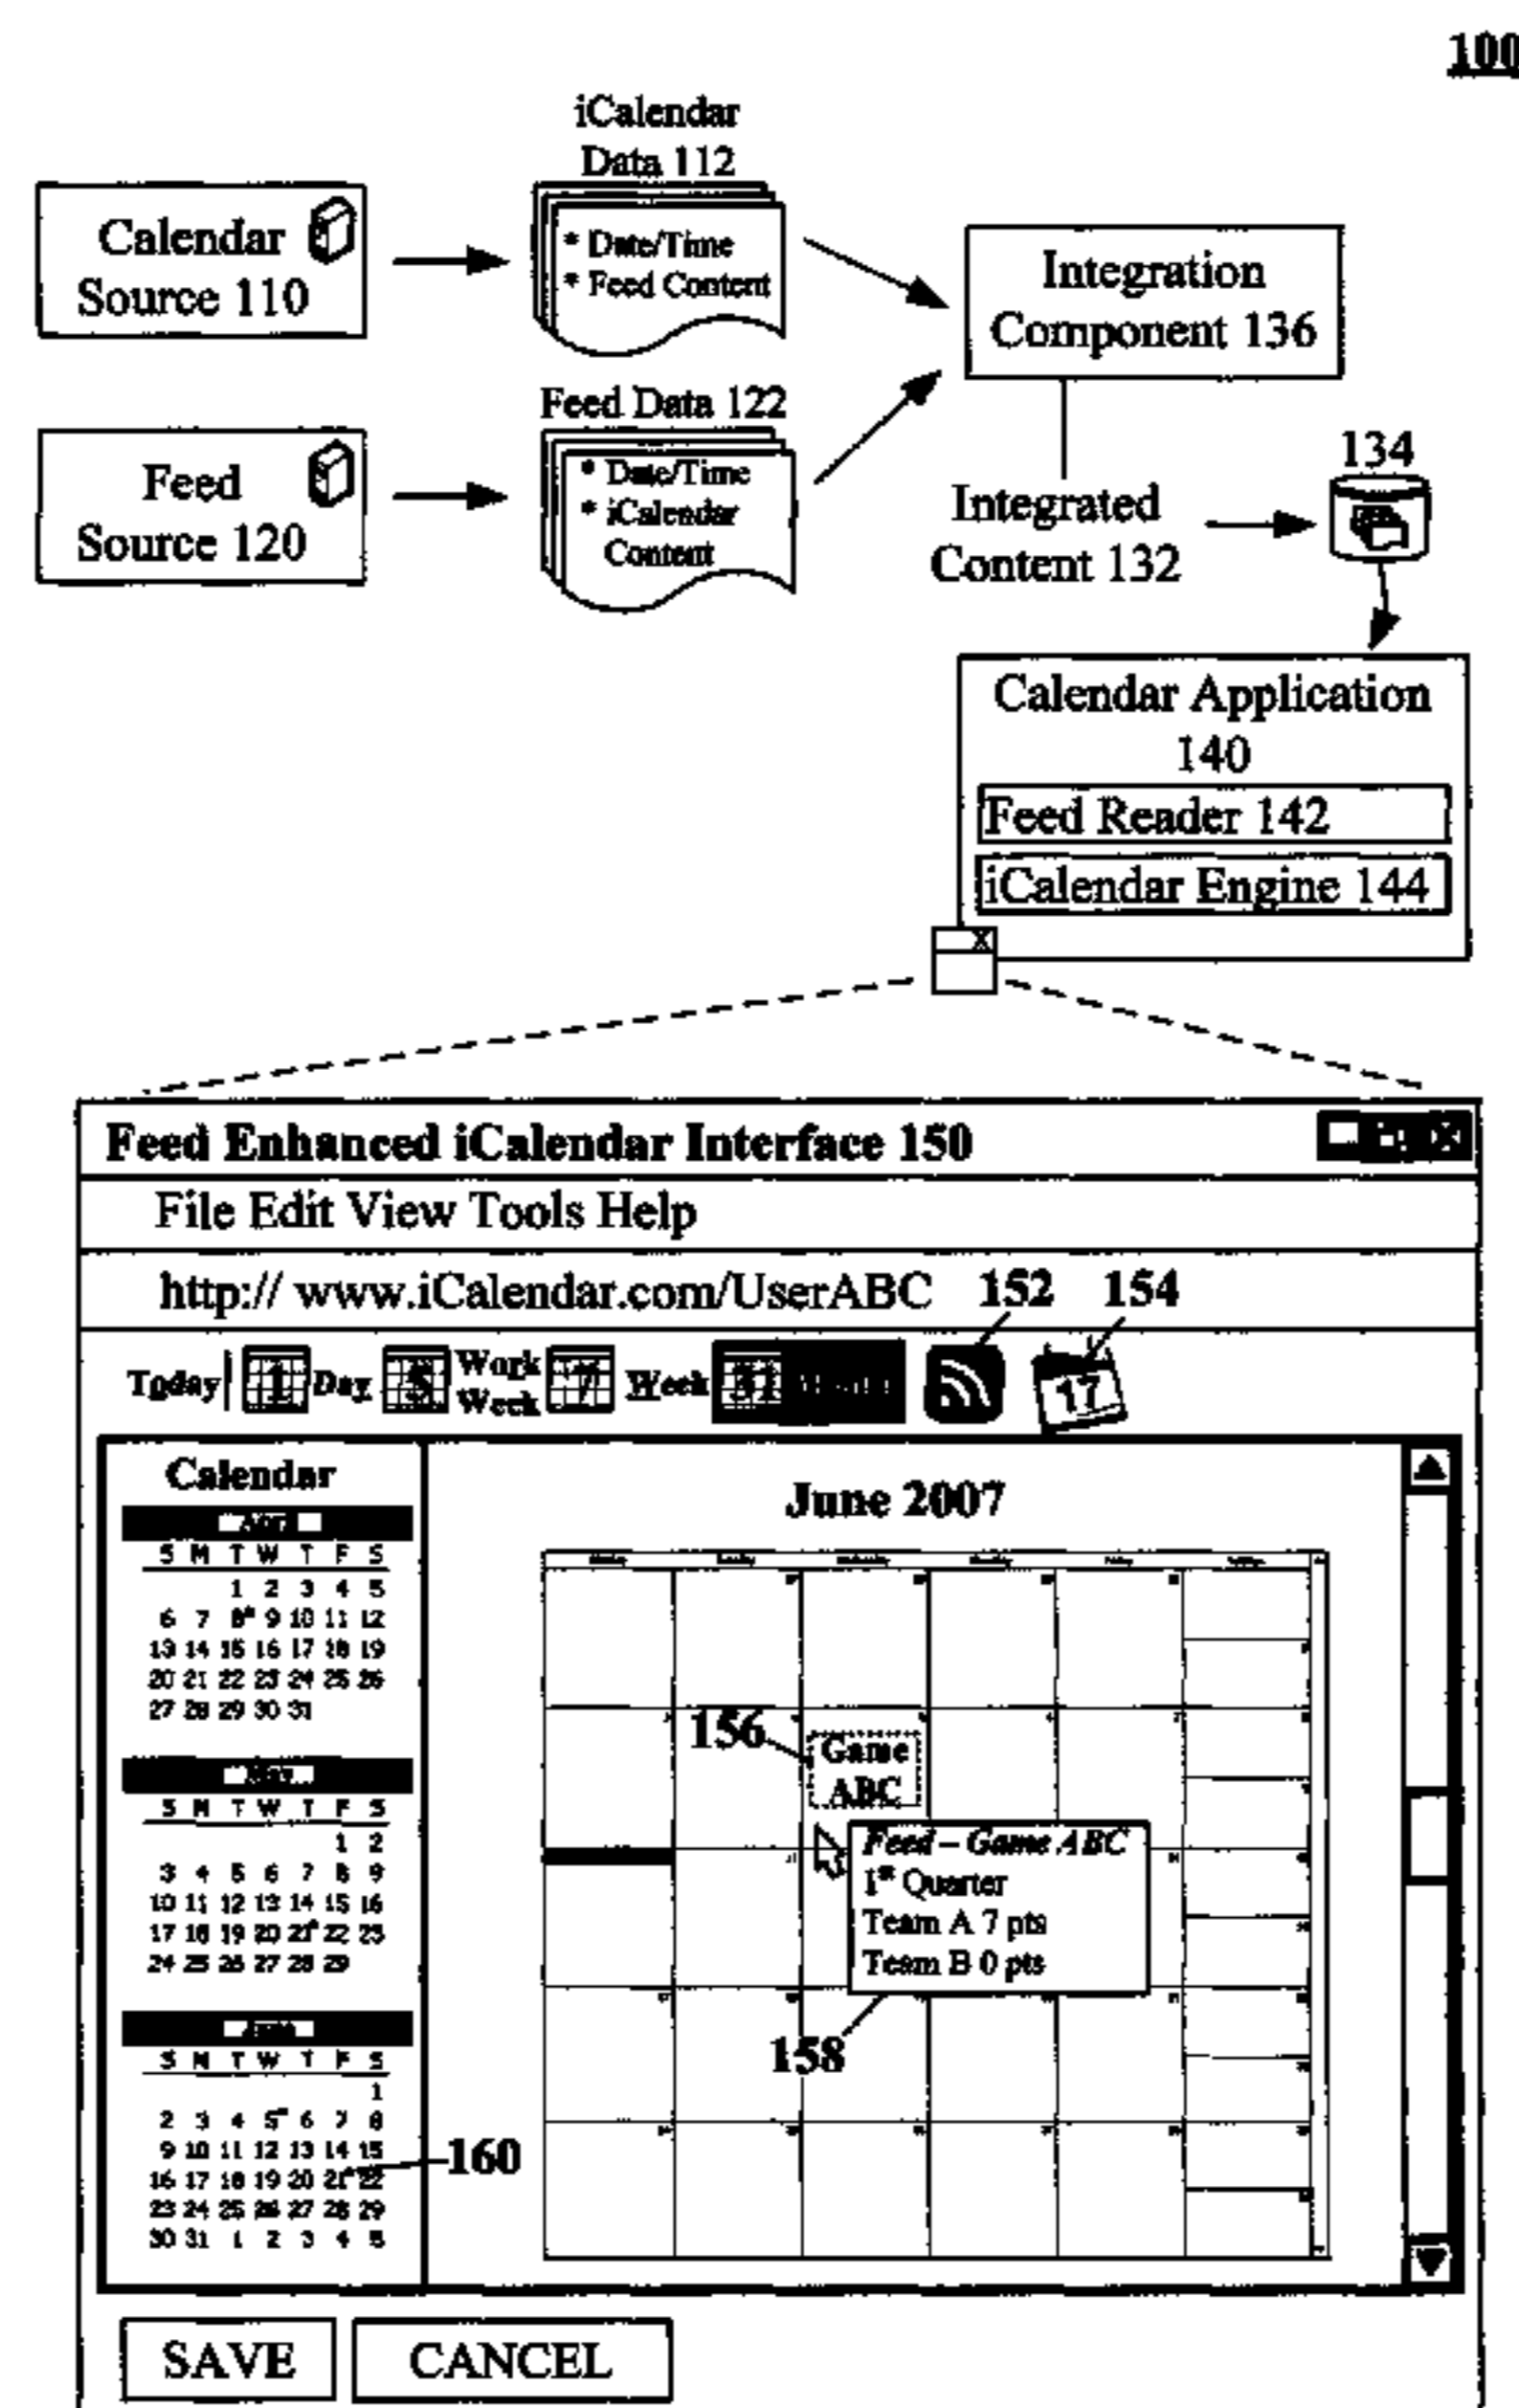 100
iCalendar
Data 112
Calendar
Source 110
* Date/Time
* Feed Content
Integration
Component 136
Feed Data 122
Feed
Source 120
* Date/Time
* iCalendar
Content
Integrated
Content 132
134
Calendar Application
140
Feed Reader 142
iCalendar Engine 144
X
Feed Enhanced iCalendar Interface 150
File Edit View Tools Help
http:// www.iCalendar.com/UserABC
152
154
Today
1
Day
5
Work
Week
7
Week
31
17
Calendar
June 2007
April
S M T W T F S
1 2 3 4 5
6 7 8* 9 10 11 12
13 14 15 16 17 18 19
20 21 22 23 24 25 26
27 28 29 30 31
May
S M T W T F S
1 2
3 4 5 6 7 8 9
10 11 12 13 14 15 16
17 18 19 20 21* 22 23
24 25 26 27 28 29
June
S M T W T F S
1
2 3 4 5* 6 7 8
9 10 11 12 13 14 15
16 17 18 19 20 21* 22
23 24 25 26 27 28 29
30 31 1 2 3 4 5
156
Game
ABC
Feed – Game ABC
1st Quarter
Team A 7 pts
Team B 0 pts
158
160
SAVE
CANCEL